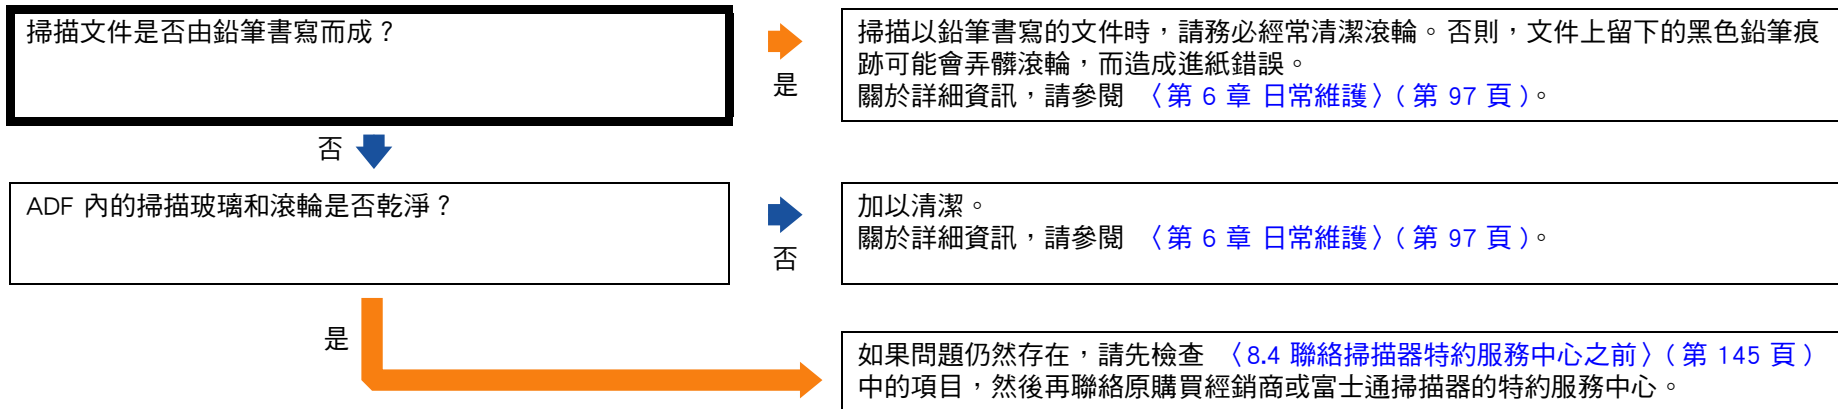 掃描文件是否由鉛筆書寫而成？
是
掃描以鉛筆書寫的文件時，請務必經常清潔滾輪。否則，文件上留下的黑色鉛筆痕
跡可能會弄髒滾輪，而造成進紙錯誤。
關於詳細資訊，請參閱 〈第 6 章 日常維護〉( 第 97 頁 )。
否
ADF 內的掃描玻璃和滾輪是否乾淨？
否
加以清潔。
關於詳細資訊，請參閱 〈第 6 章 日常維護〉( 第 97 頁 )。
是
如果問題仍然存在，請先檢查 〈8.4 聯絡掃描器特約服務中心之前〉( 第 145 頁 )
中的項目，然後再聯絡原購買經銷商或富士通掃描器的特約服務中心。